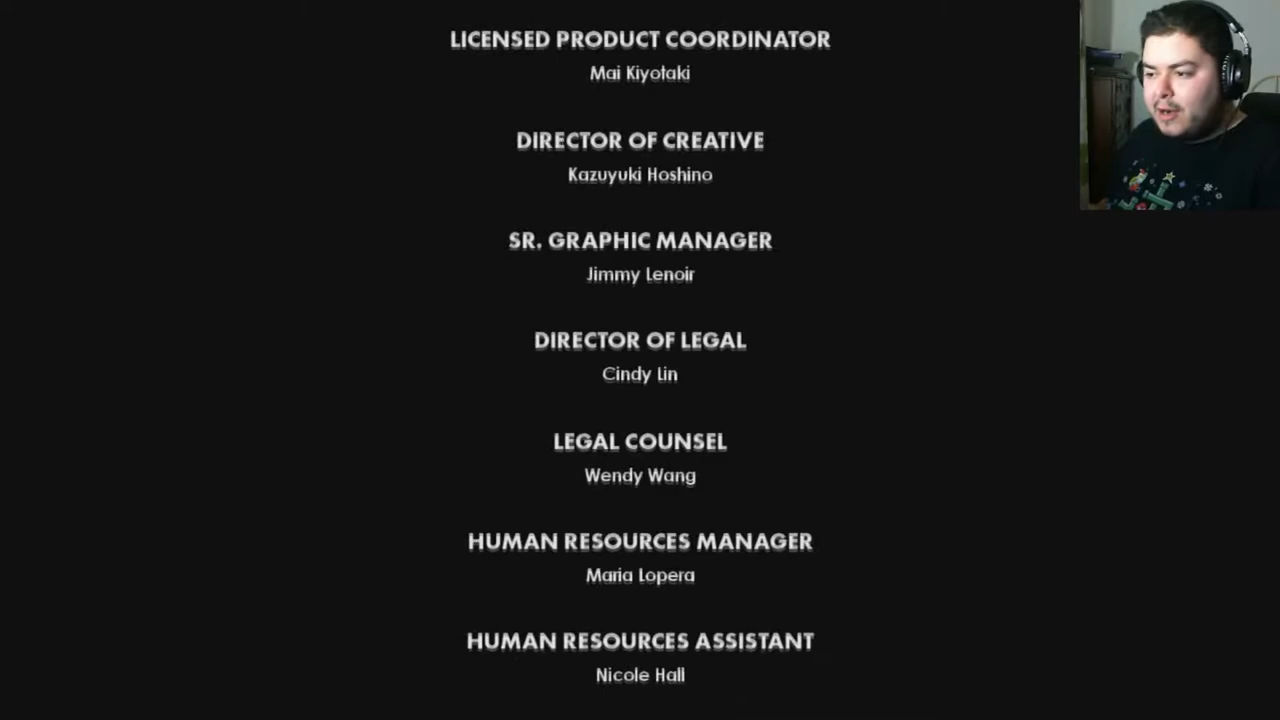 LICENSED PRODUCT COORDINATOR
Mai Kiyotaki
DIRECTOR OF CREATIVE
Kazuyuki Hoshino
SR. GRAPHIC MANAGER
Jimmy Lenoir
DIRECTOR OF LEGAL
Cindy Lin
LEGAL COUNSEL
Wendy Wang
HUMAN RESOURCES MANAGER
Maria Lopera
HUMAN RESOURCES ASSISTANT
Nicole Hall